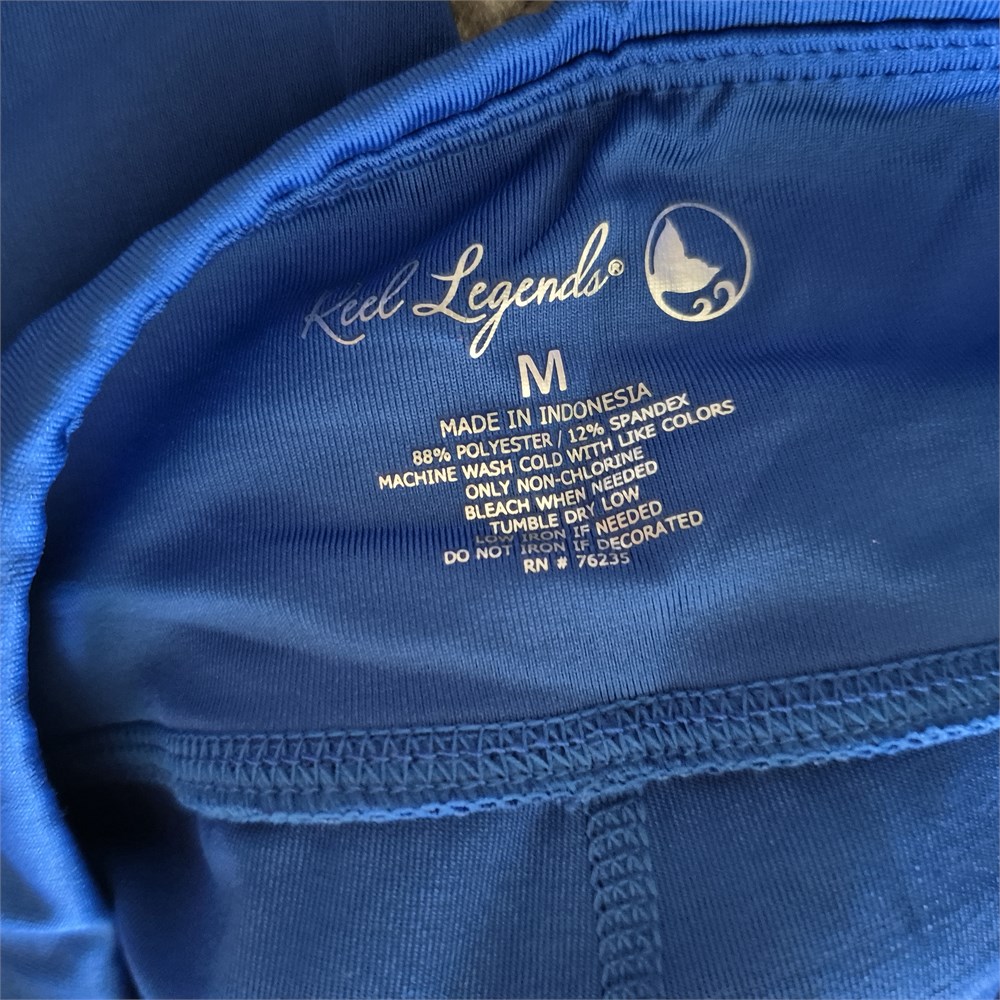 Reel Legends®
M
MADE IN INDONESIA
88% POLYESTER / 12% SPANDEX
MACHINE WASH COLD WITH LIKE COLORS
ONLY NON-CHLORINE
BLEACH WHEN NEEDED
TUMBLE DRY LOW
LOW IRON IF NEEDED
DO NOT IRON IF DECORATED
RN # 76235